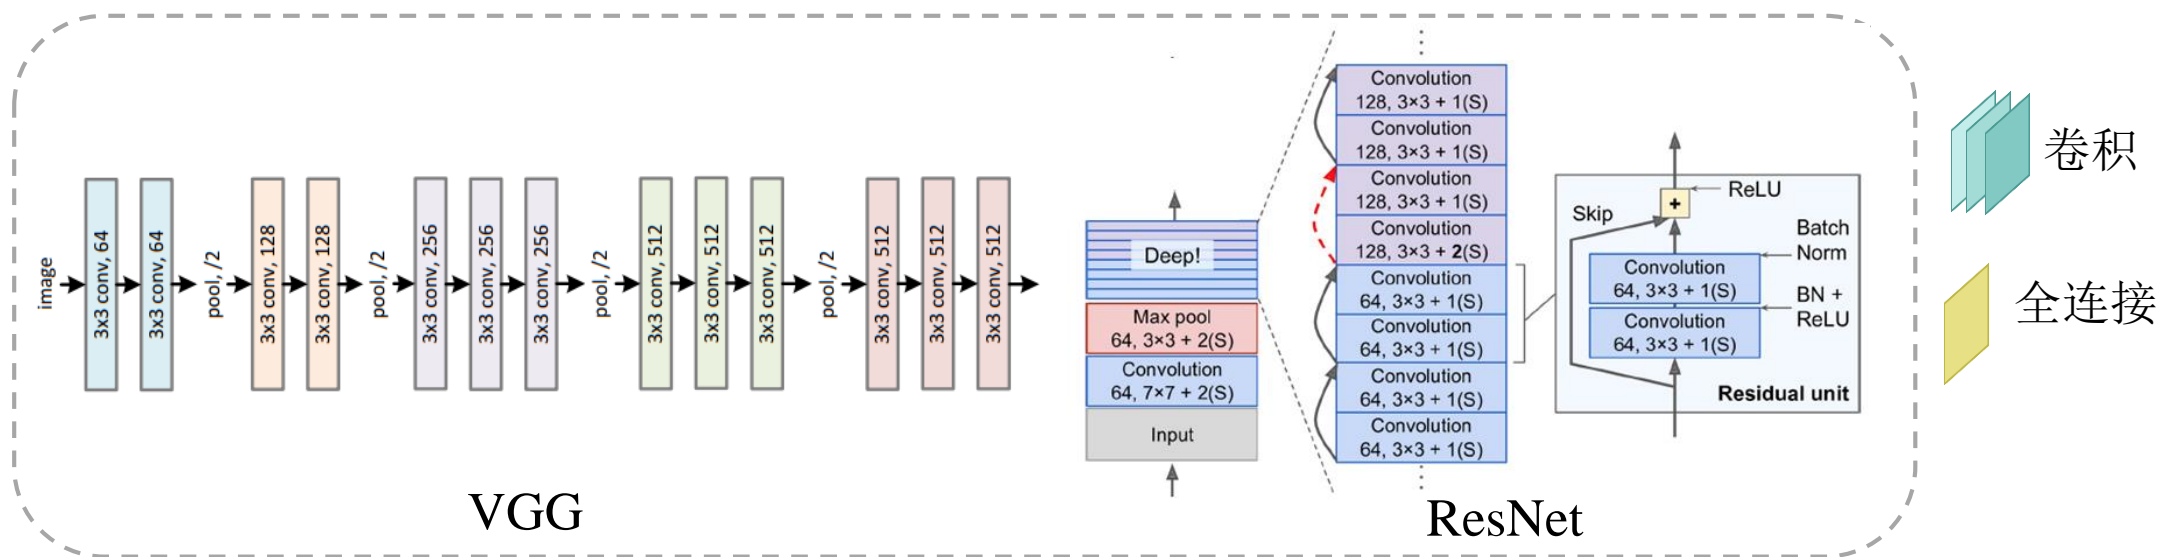 image
3x3 conv, 64
3x3 conv, 64
pool, /2
3x3 conv, 128
3x3 conv, 128
pool, /2
3x3 conv, 256
3x3 conv, 256
3x3 conv, 256
pool, /2
3x3 conv, 512
3x3 conv, 512
3x3 conv, 512
pool, /2
3x3 conv, 512
3x3 conv, 512
3x3 conv, 512
VGG
Deep!
Max pool
64, 3×3 + 2(S)
Convolution
64, 7×7 + 2(S)
Input
Convolution
128, 3×3 + 1(S)
Convolution
128, 3×3 + 1(S)
Convolution
128, 3×3 + 1(S)
Convolution
128, 3×3 + 2(S)
Convolution
64, 3×3 + 1(S)
Convolution
64, 3×3 + 1(S)
Convolution
64, 3×3 + 1(S)
Convolution
64, 3×3 + 1(S)
+
ReLU
Skip
Batch
Norm
Convolution
64, 3×3 + 1(S)
BN +
ReLU
Convolution
64, 3×3 + 1(S)
Residual unit
ResNet
卷积
全连接